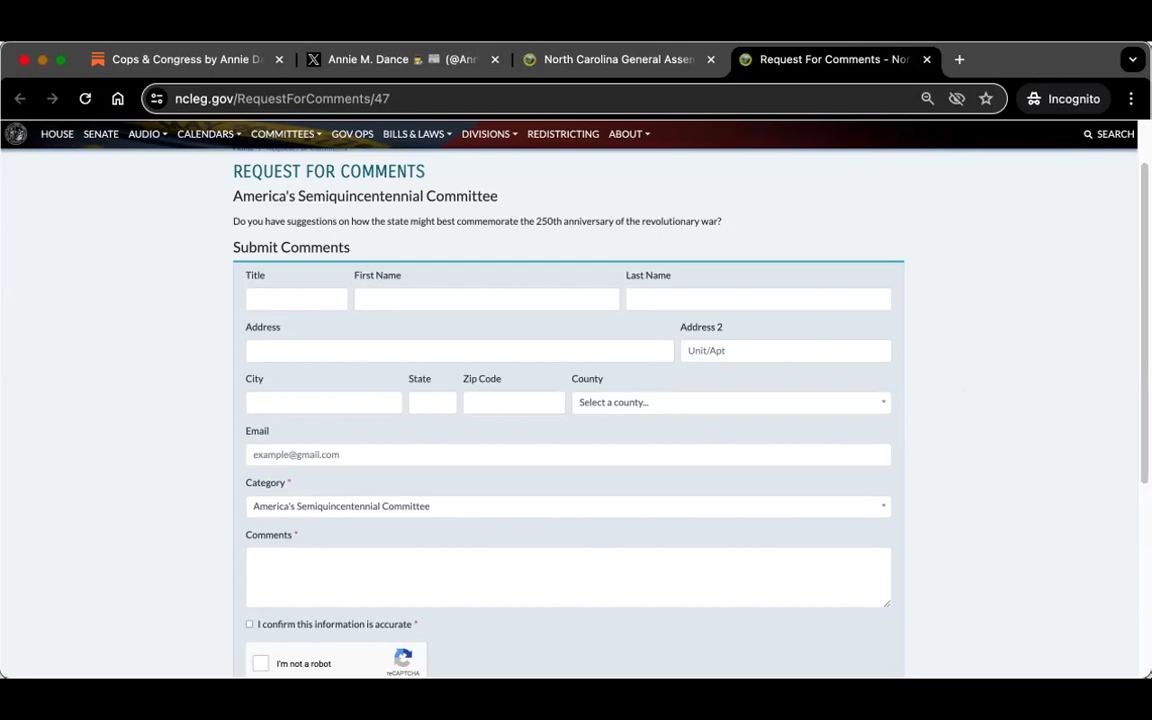 Cops & Congress by Annie D
Annie M. Dance
(@Ann
North Carolina General Assem
Request For Comments - Nor
ncleg.gov/RequestForComments/47
Incognito
HOUSE SENATE AUDIO CALENDARS COMMITTEES GOV OPS BILLS & LAWS DIVISIONS REDISTRICTING ABOUT SEARCH
REQUEST FOR COMMENTS
America's Semiquincentennial Committee
Do you have suggestions on how the state might best commemorate the 250th anniversary of the revolutionary war?
Submit Comments
Title First Name Last Name
Address Address 2
Unit/Apt
City State Zip Code County
Select a county...
Email
example@gmail.com
Category *
America's Semiquincentennial Committee
Comments *
I confirm this information is accurate *
I'm not a robot
reCAPTCHA